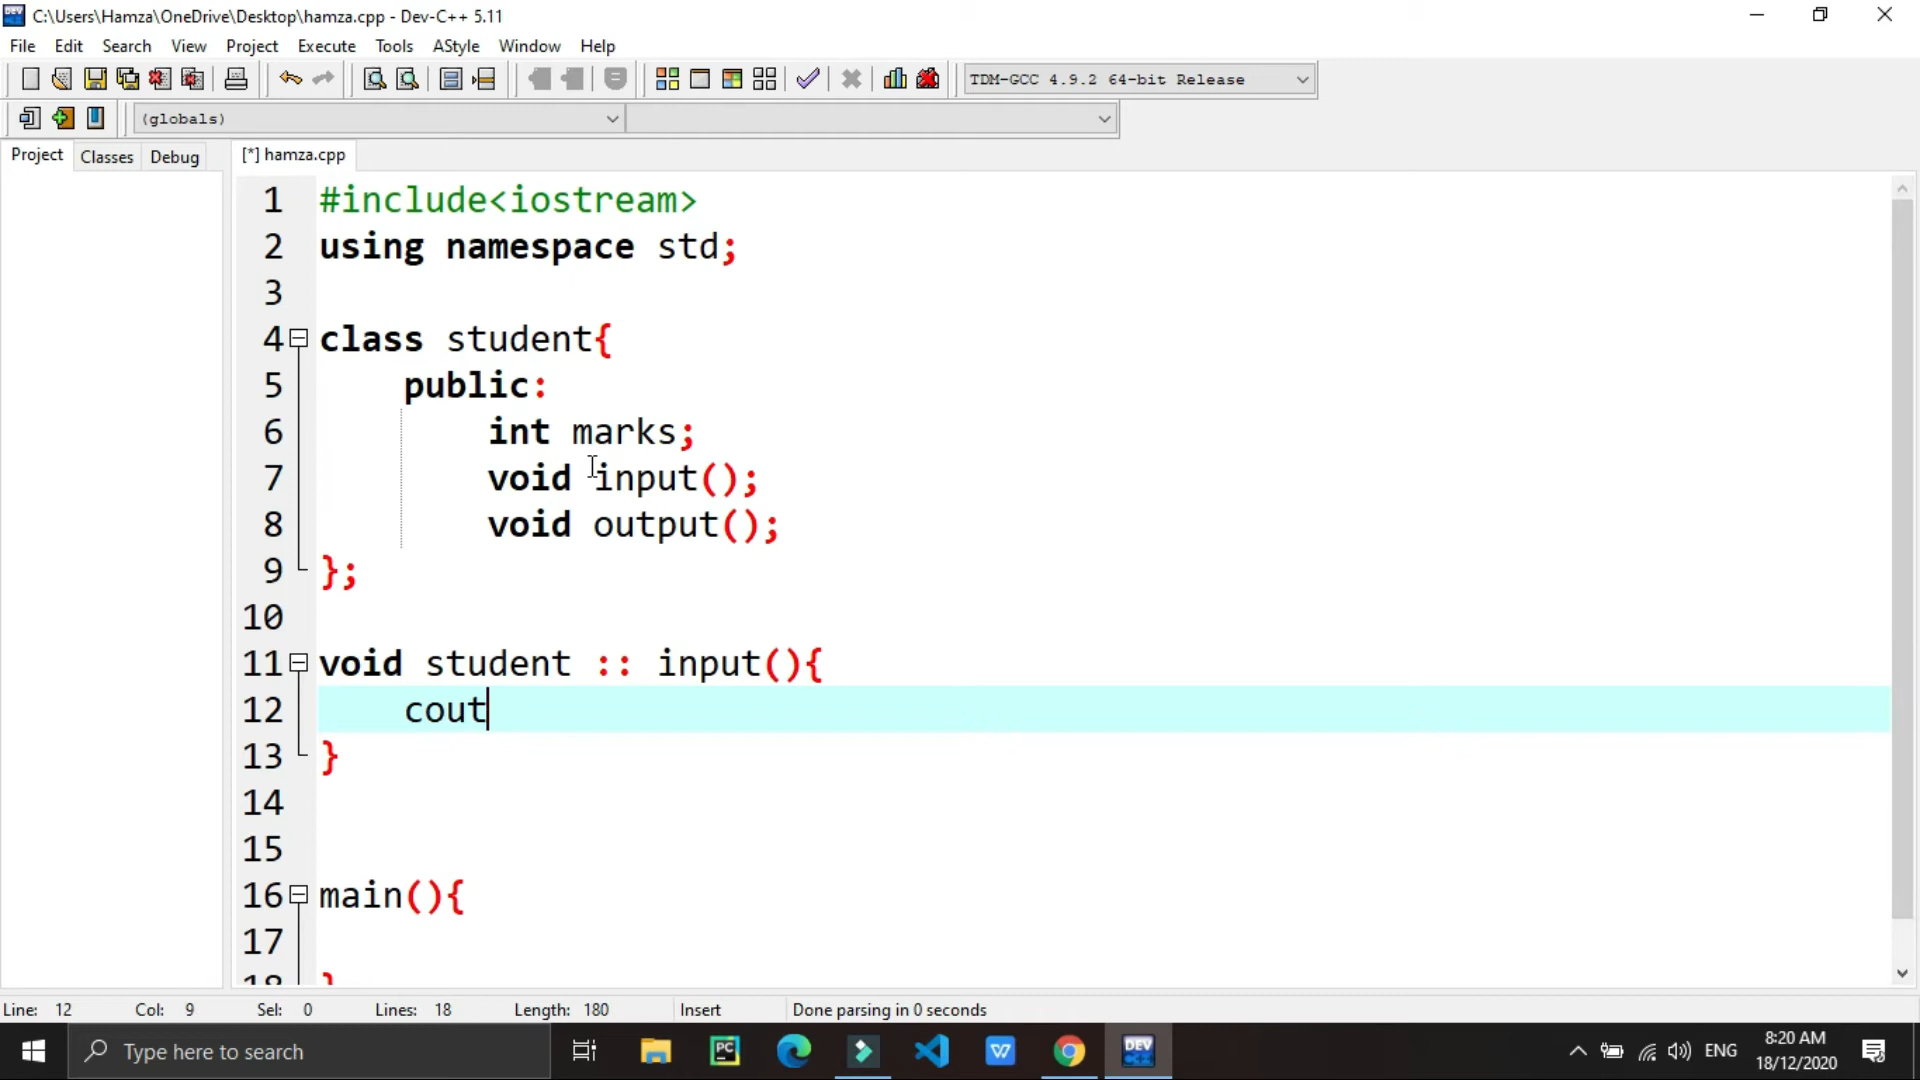 C:\Users\Hamza\OneDrive\Desktop\hamza.cpp - Dev-C++ 5.11
File Edit Search View Project Execute Tools AStyle Window Help
TDM-GCC 4.9.2 64-bit Release
(globals)
Project Classes Debug [*] hamza.cpp
1 #include<iostream>
2 using namespace std;
3
4 class student{
5 public:
6 int marks;
7 void input();
8 void output();
9 };
10
11 void student :: input(){
12 cout
13 }
14
15
16 main(){
17
18 }
Line: 12 Col: 9 Sel: 0 Lines: 18 Length: 180 Insert Done parsing in 0 seconds
Type here to search PC W DEV ENG 8:20 AM
18/12/2020